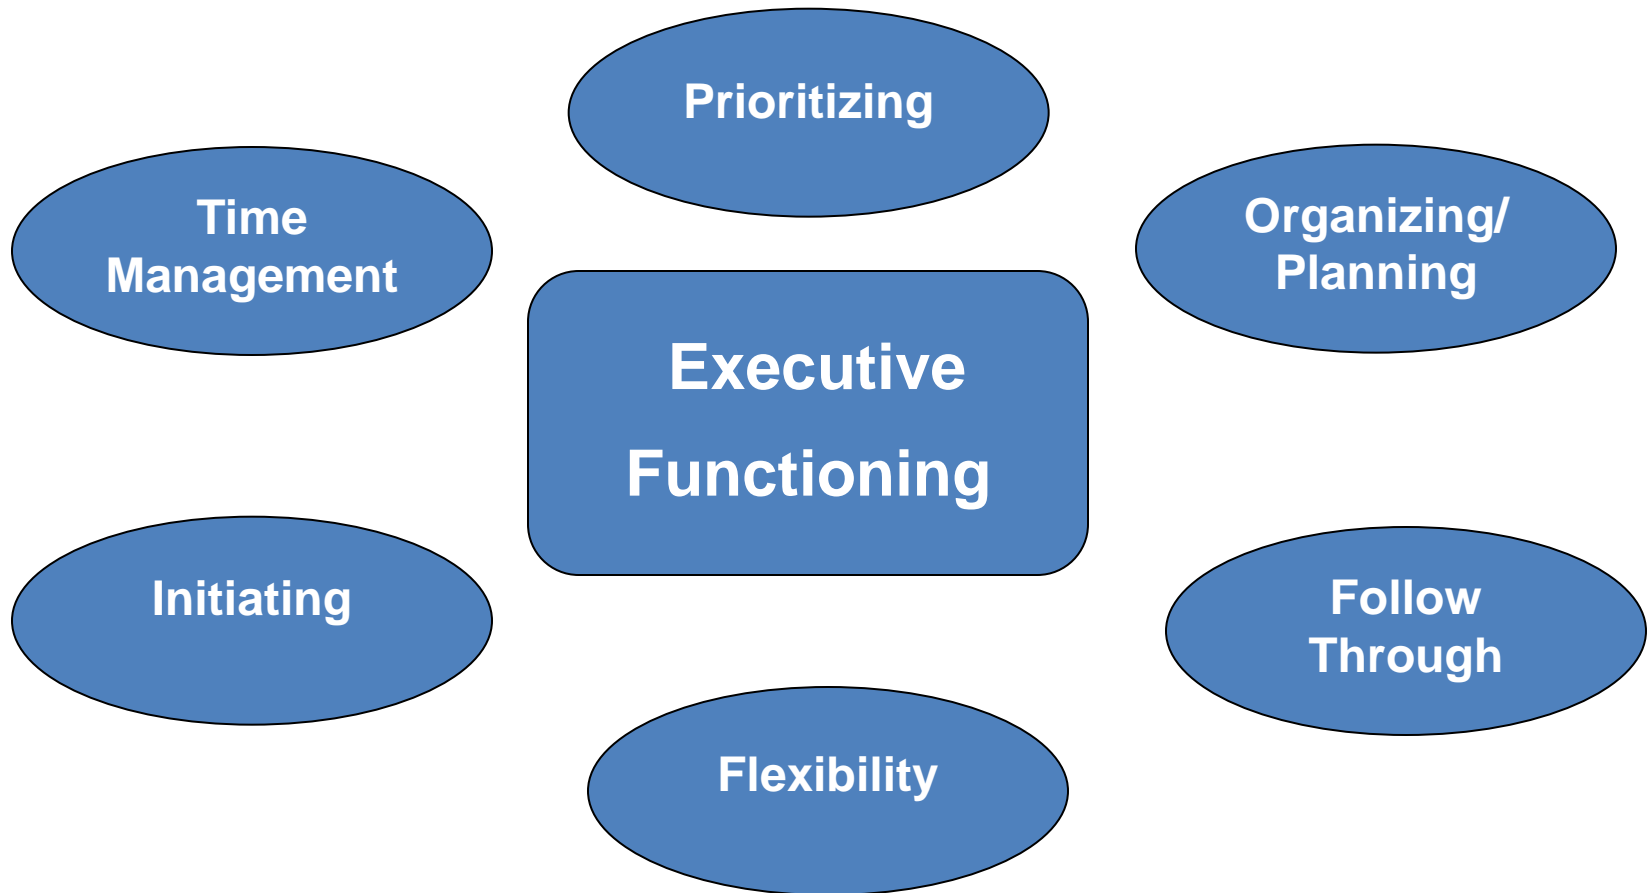 Prioritizing
Time
Management
Organizing/
Planning
Executive
Functioning
Initiating
Follow
Through
Flexibility